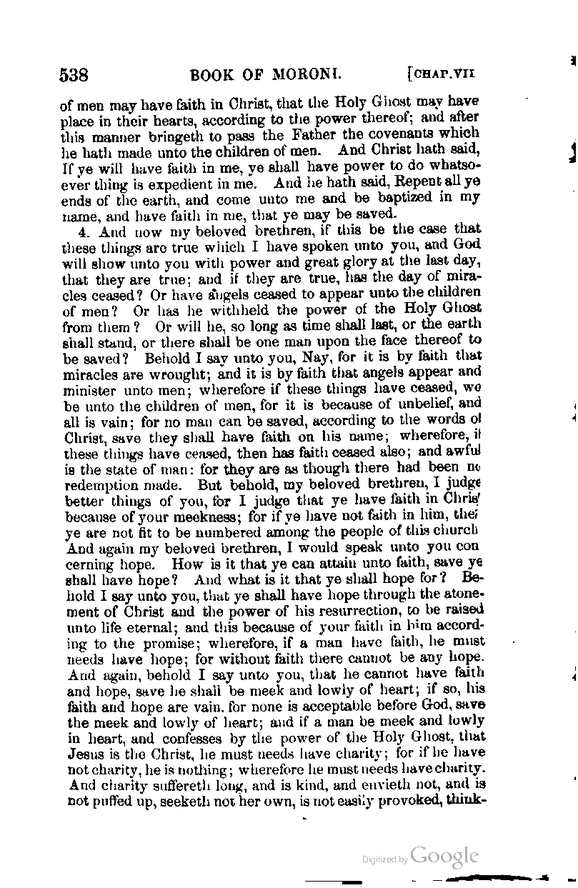 538 BOOK OF MORONI. [CHAP. VII
of men may have faith in Christ, that the Holy Ghost may have
place in their hearts, according to the power thereof; and after
this manner bringeth to pass the Father the covenants which
he hath made unto the children of men. And Christ hath said,
If ye will have faith in me, ye shall have power to do whatso-
ever thing is expedient in me. And he hath said, Repent all ye
ends of the earth, and come unto me and be baptized in my
name, and have faith in me, that ye may be saved.
4. And now my beloved brethren, if this be the case that
these things are true which I have spoken unto you, and God
will show unto you with power and great glory at the last day,
that they are true; and if they are true, has the day of mira-
cles ceased? Or have angels ceased to appear unto the children
of men? Or has he withheld the power of the Holy Ghost
from them? Or will he, so long as time shall last, or the earth
shall stand, or there shall be one man upon the face thereof to
be saved? Behold I say unto you, Nay, for it is by faith that
miracles are wrought; and it is by faith that angels appear and
minister unto men; wherefore if these things have ceased, wo
be unto the children of men, for it is because of unbelief, and
all is vain; for no man can be saved, according to the words of
Christ, save they shall have faith on his name; wherefore, if
these things have ceased, then has faith ceased also; and awful
is the state of man: for they are as though there had been no
redemption made. But behold, my beloved brethren, I judge
better things of you, for I judge that ye have faith in Christ
because of your meekness; for if ye have not faith in him, then
ye are not fit to be numbered among the people of this church
And again my beloved brethren, I would speak unto you con
cerning hope. How is it that ye can attain unto faith, save ye
shall have hope? And what is it that ye shall hope for? Be-
hold I say unto you, that ye shall have hope through the atone-
ment of Christ and the power of his resurrection, to be raised
unto life eternal; and this because of your faith in him accord-
ing to the promise; wherefore, if a man have faith, he must
needs have hope; for without faith there cannot be any hope.
And again, behold I say unto you, that he cannot have faith
and hope, save he shall be meek and lowly of heart; if so, his
faith and hope are vain. for none is acceptable before God, save
the meek and lowly of heart; and if a man be meek and lowly
in heart, and confesses by the power of the Holy Ghost, that
Jesus is the Christ, he must needs have charity; for if he have
not charity, he is nothing; wherefore he must needs have charity.
And charity suffereth long, and is kind, and envieth not, and is
not puffed up, seeketh not her own, is not easily provoked, think-
Digitized by Google